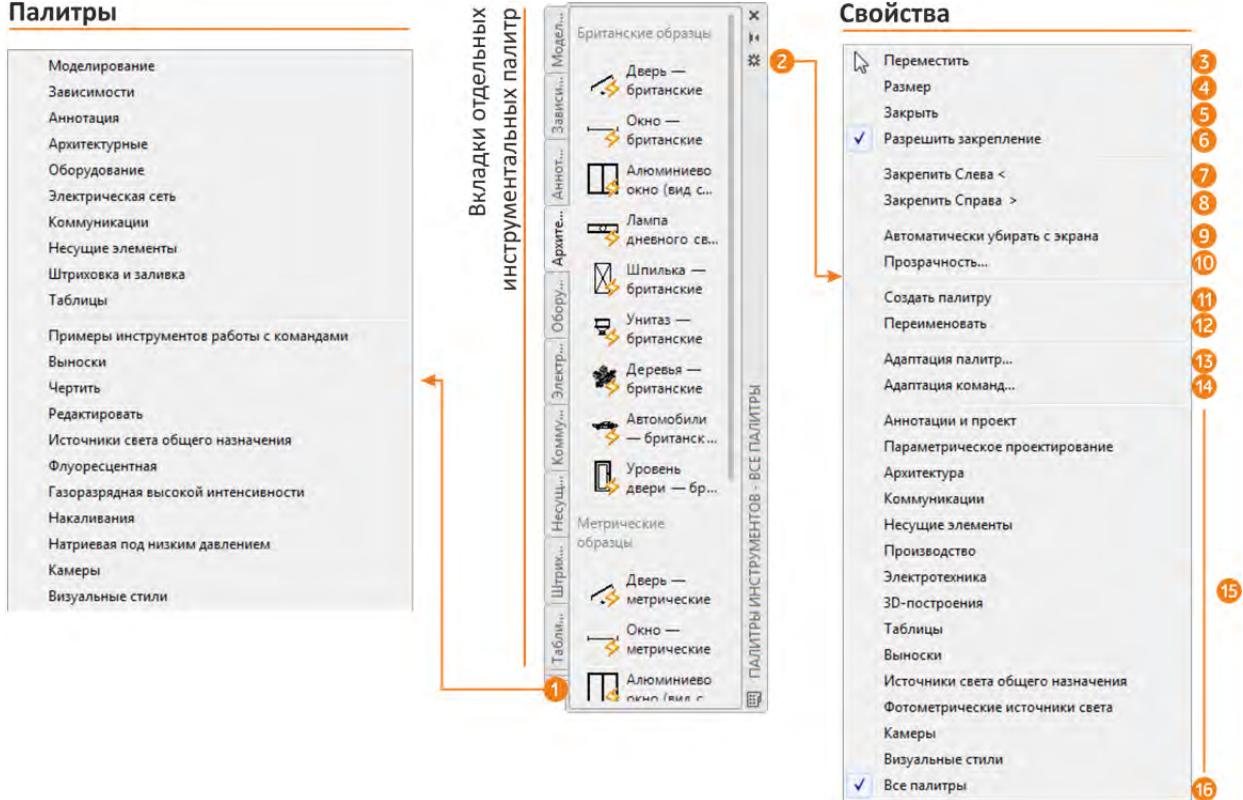 Палитры
Моделирование
Зависимости
Аннотация
Архитектурные
Оборудование
Электрическая сеть
Коммуникации
Несущие элементы
Штриховка и заливка
Таблицы
Примеры инструментов работы с командами
Выноски
Чертить
Редактировать
Источники света общего назначения
Флуоресцентная
Газоразрядная высокой интенсивности
Накаливания
Натриевая под низким давлением
Камеры
Визуальные стили
Вкладки отдельных
инструментальных палитр
Модел...
Зависи...
Аннот...
Архите...
Обору...
Электр...
Комму...
Несущ...
Штрих...
Табли...
1
Британские образцы
Дверь —
британские
Окно —
британские
Алюминиево
окно (вид с...
Лампа
дневного св...
Шпилька —
британские
Унитаз —
британские
Деревья —
британские
Автомобили
— британск...
Уровень
двери — бр...
Метрические
образцы
Дверь —
метрические
Окно —
метрические
Алюминиево
окно (вид с
ПАЛИТРЫ ИНСТРУМЕНТОВ - ВСЕ ПАЛИТРЫ
2
Свойства
Переместить 3
Размер 4
Закрыть 5
Разрешить закрепление 6
Закрепить Слева < 7
Закрепить Справа > 8
Автоматически убирать с экрана 9
Прозрачность... 10
Создать палитру 11
Переименовать 12
Адаптация палитр... 13
Адаптация команд... 14
Аннотации и проект
Параметрическое проектирование
Архитектура
Коммуникации
Несущие элементы
Производство
Электротехника
3D-построения
Таблицы
Выноски
Источники света общего назначения
Фотометрические источники света
Камеры
Визуальные стили
15
Все палитры 16